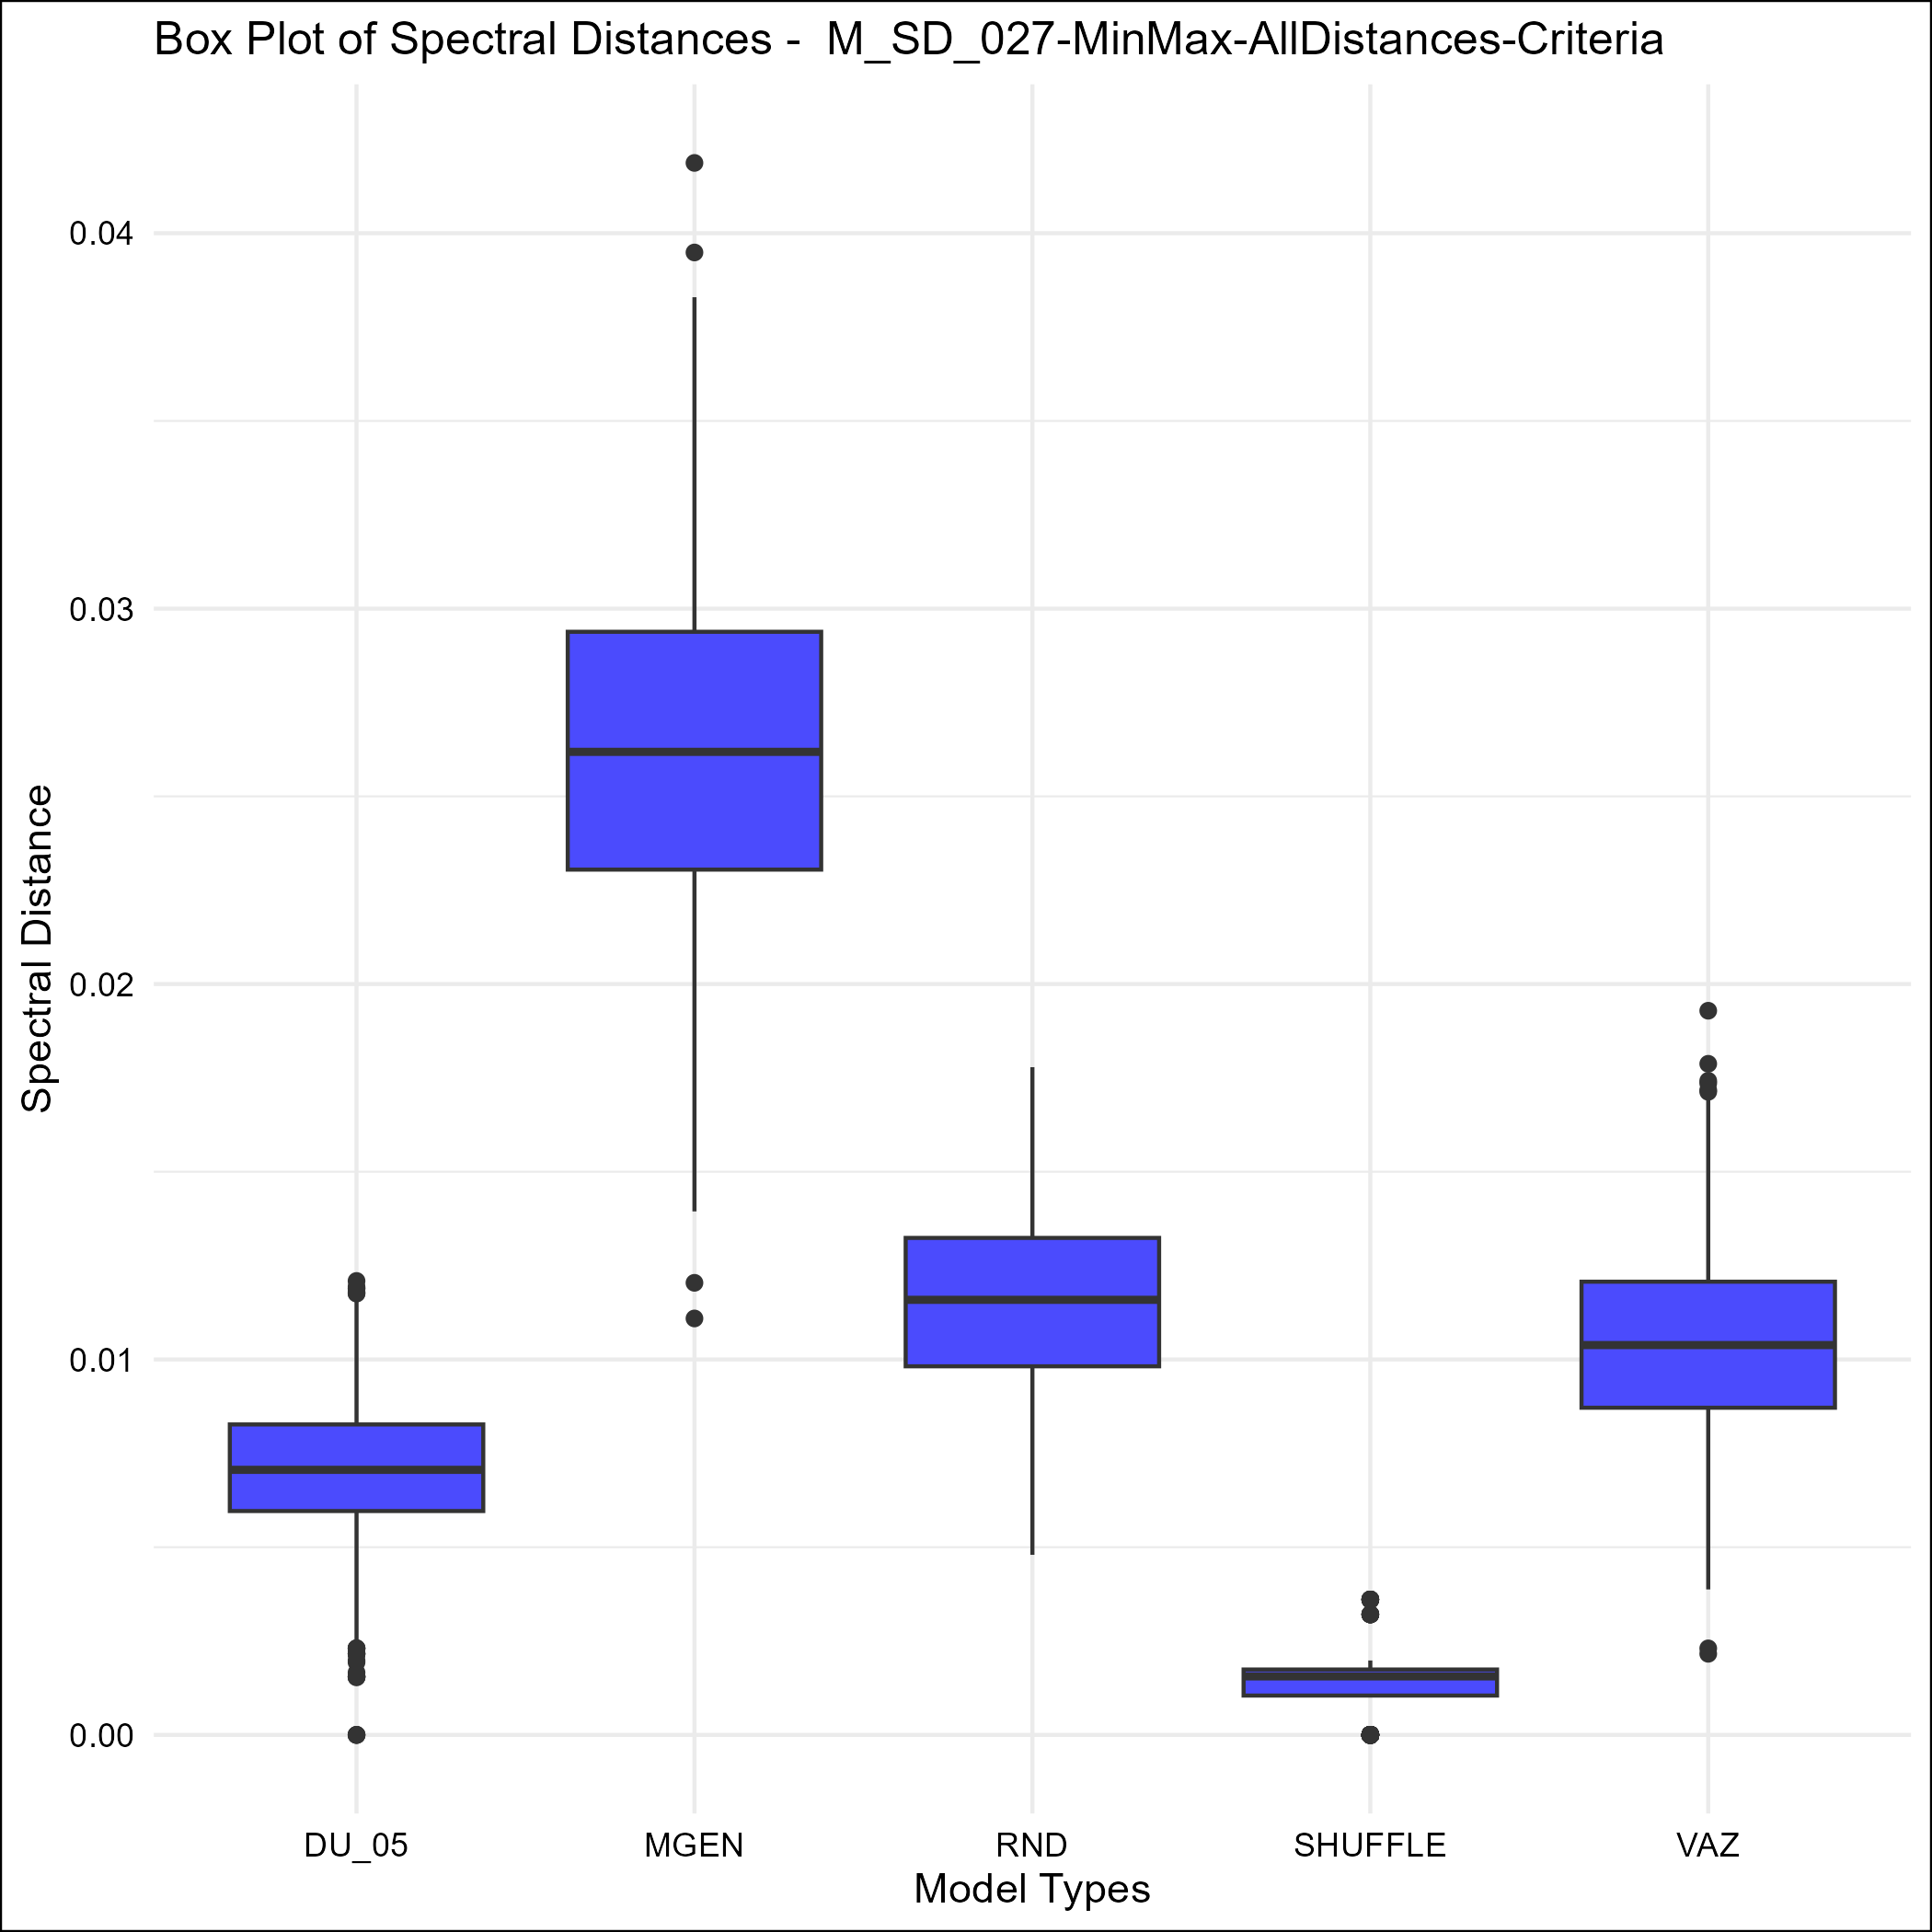 Box Plot of Spectral Distances -  M_SD_027-MinMax-AllDistances-Criteria
0.04
0.03
0.02
0.01
0.00
Spectral Distance
DU_05 MGEN RND SHUFFLE VAZ
Model Types